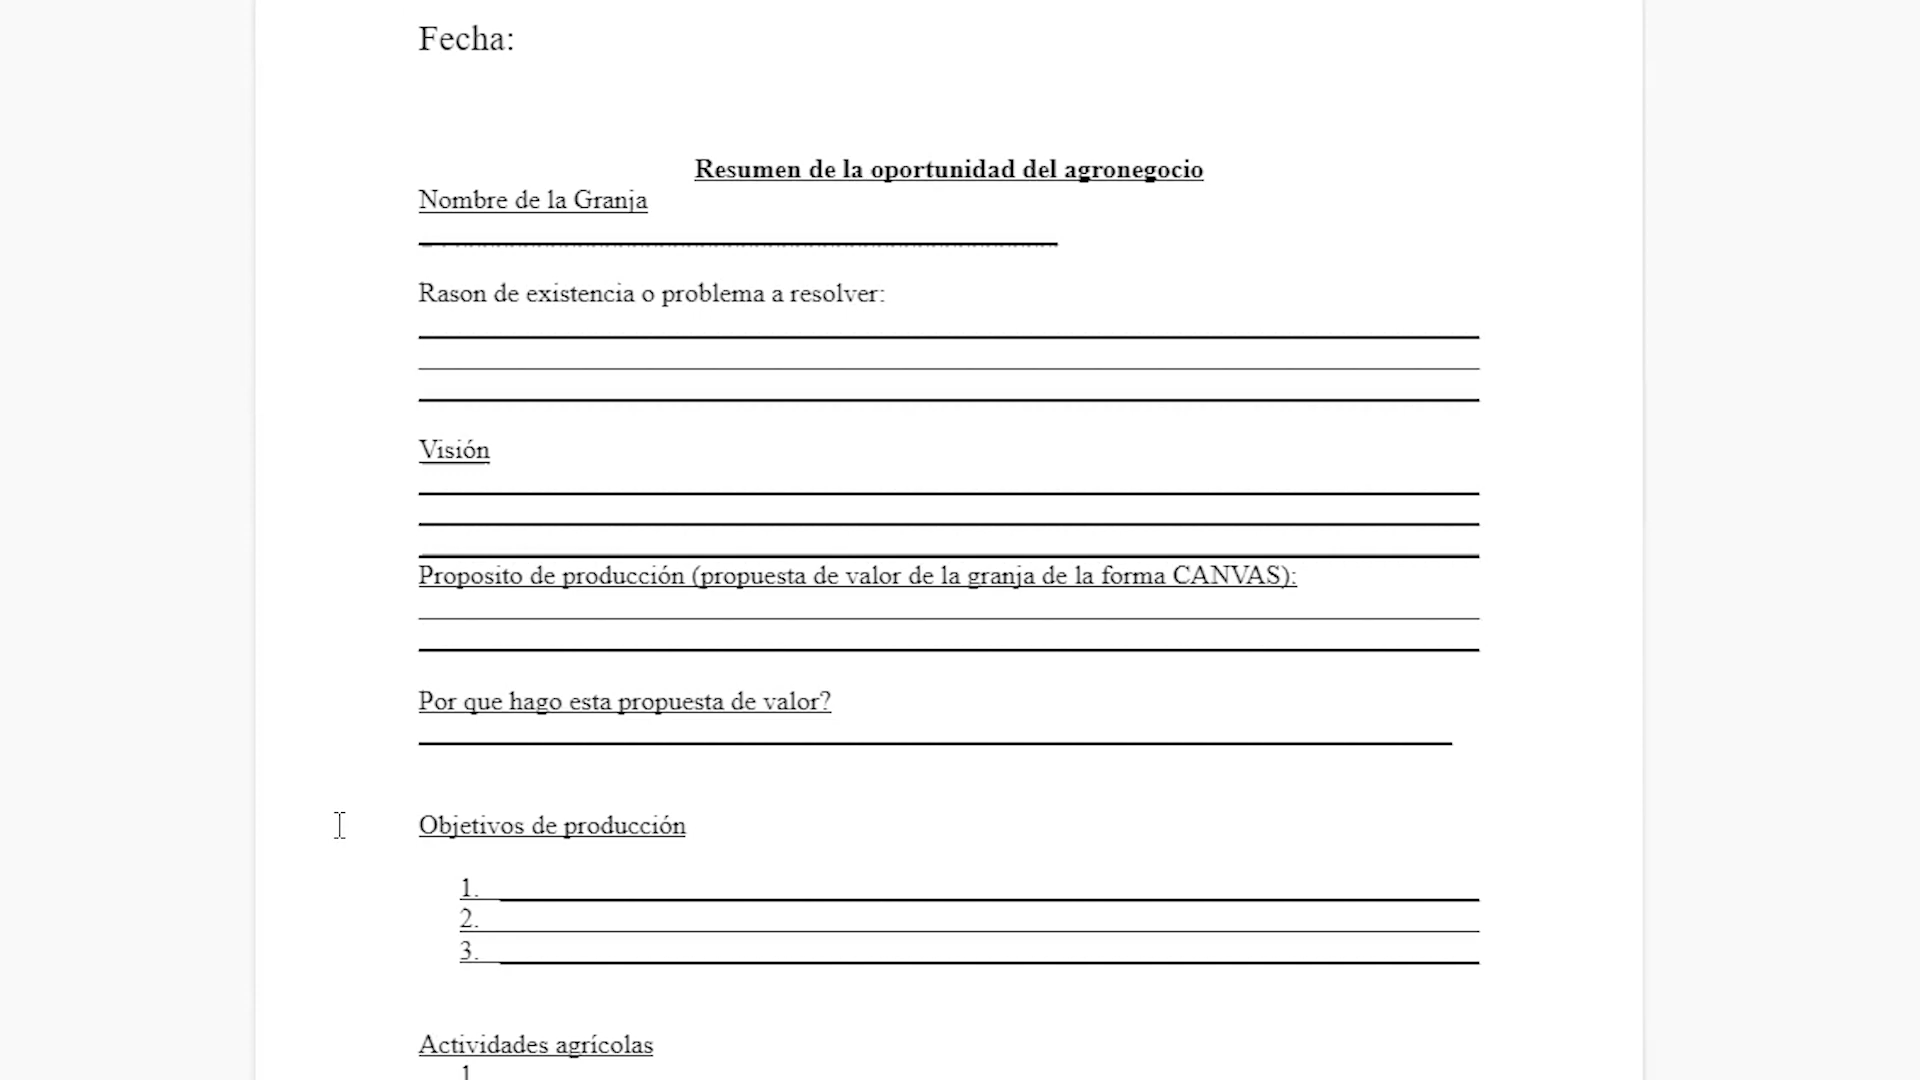 Fecha:
Resumen de la oportunidad del agronegocio
Nombre de la Granja
Rason de existencia o problema a resolver:
Visión
Proposito de producción (propuesta de valor de la granja de la forma CANVAS):
Por que hago esta propuesta de valor?
Objetivos de producción
1.
2.
3.
Actividades agrícolas
1